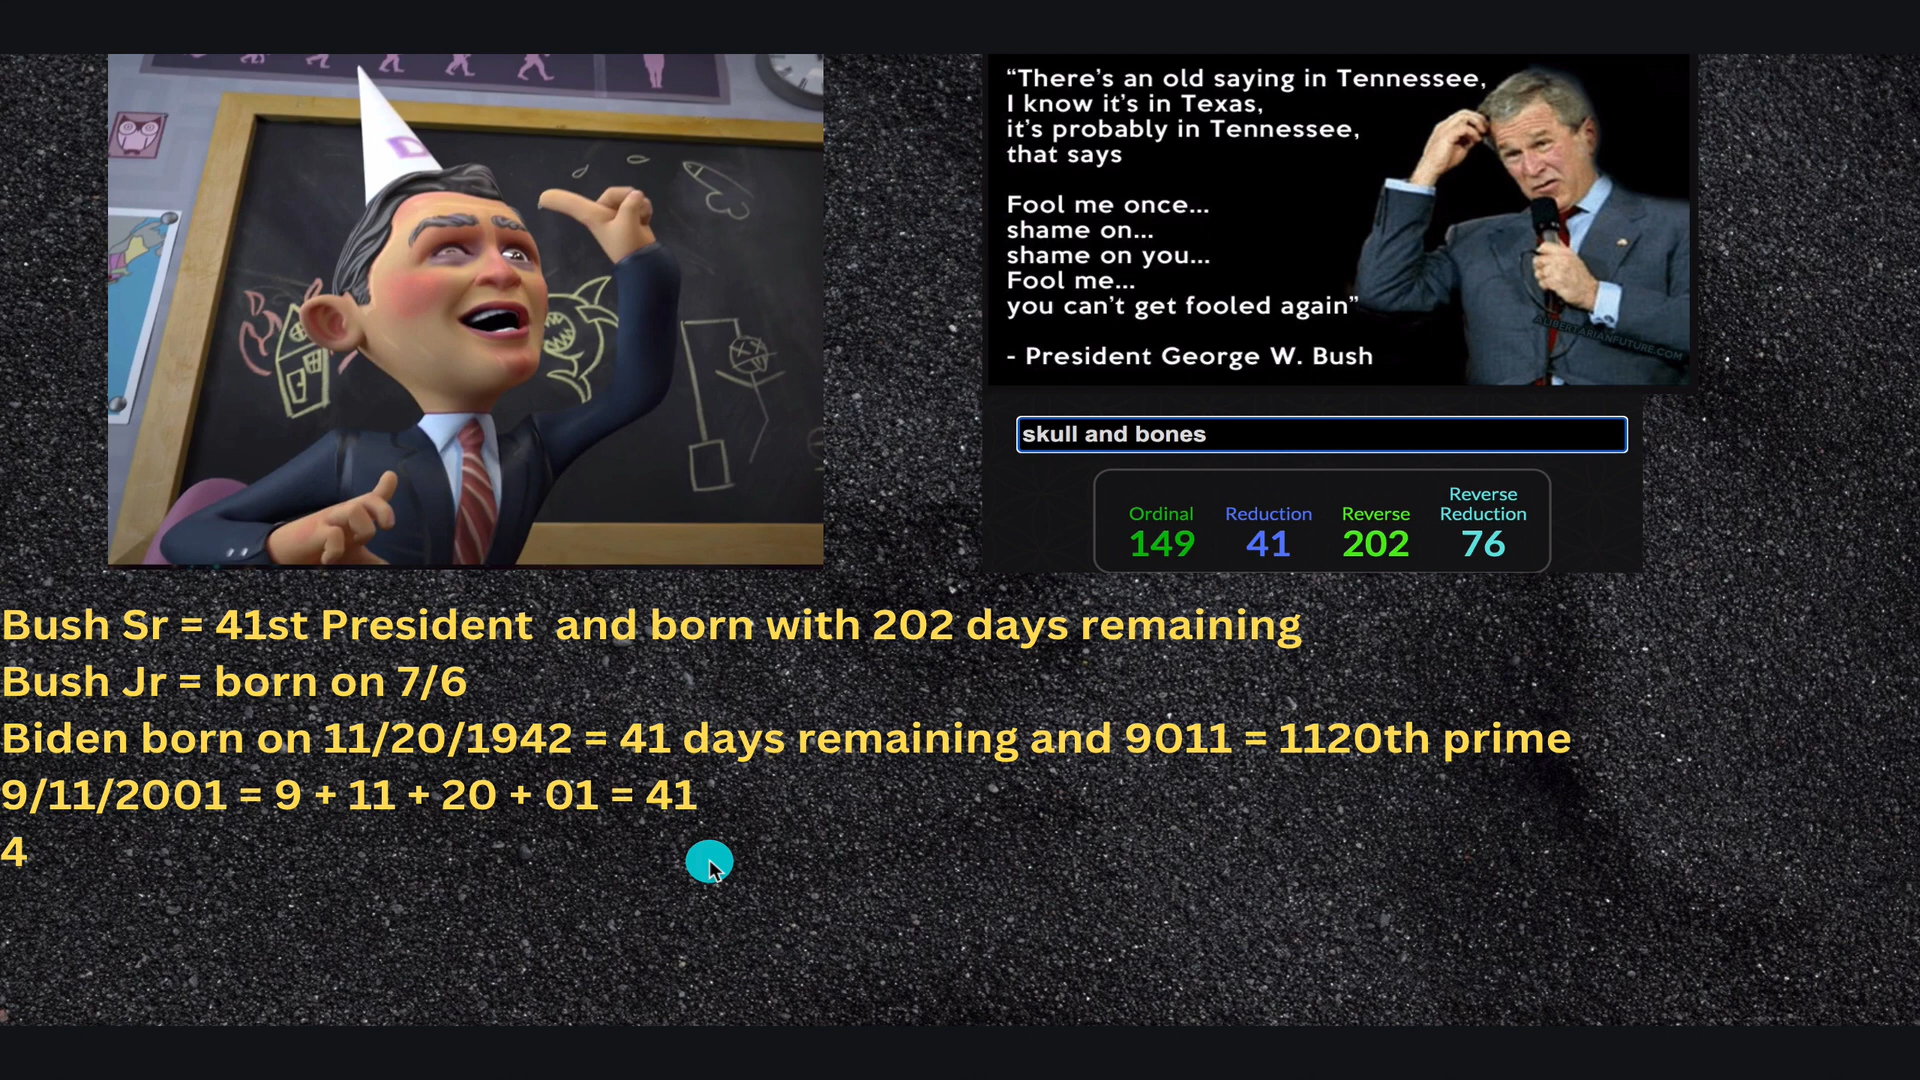 D
“There’s an old saying in Tennessee,
I know it’s in Texas,
it’s probably in Tennessee,
that says
Fool me once...
shame on...
shame on you...
Fool me...
you can’t get fooled again”
- President George W. Bush
ALIBERTARIANFUTURE.COM
skull and bones
Ordinal
149
Reduction
41
Reverse
202
Reverse
Reduction
76
Bush Sr = 41st President and born with 202 days remaining
Bush Jr = born on 7/6
Biden born on 11/20/1942 = 41 days remaining and 9011 = 1120th prime
9/11/2001 = 9 + 11 + 20 + 01 = 41
4